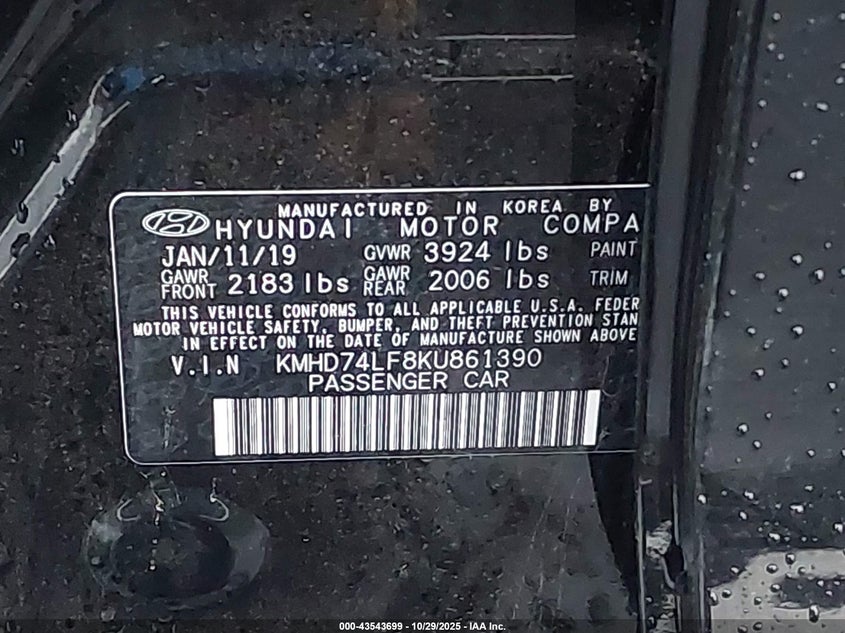 MANUFACTURED IN KOREA BY
HYUNDAI MOTOR COMPA
JAN/11/19 GVWR 3924 lbs PAINT
GAWR FRONT 2183 lbs GAWR REAR 2006 lbs TRIM
THIS VEHICLE CONFORMS TO ALL APPLICABLE U.S.A. FEDER
MOTOR VEHICLE SAFETY, BUMPER, AND THEFT PREVENTION STAN
IN EFFECT ON THE DATE OF MANUFACTURE SHOWN ABOVE
V.I.N KMHD74LF8KU861390
PASSENGER CAR
000-43543699 - 10/29/2025 - IAA Inc.